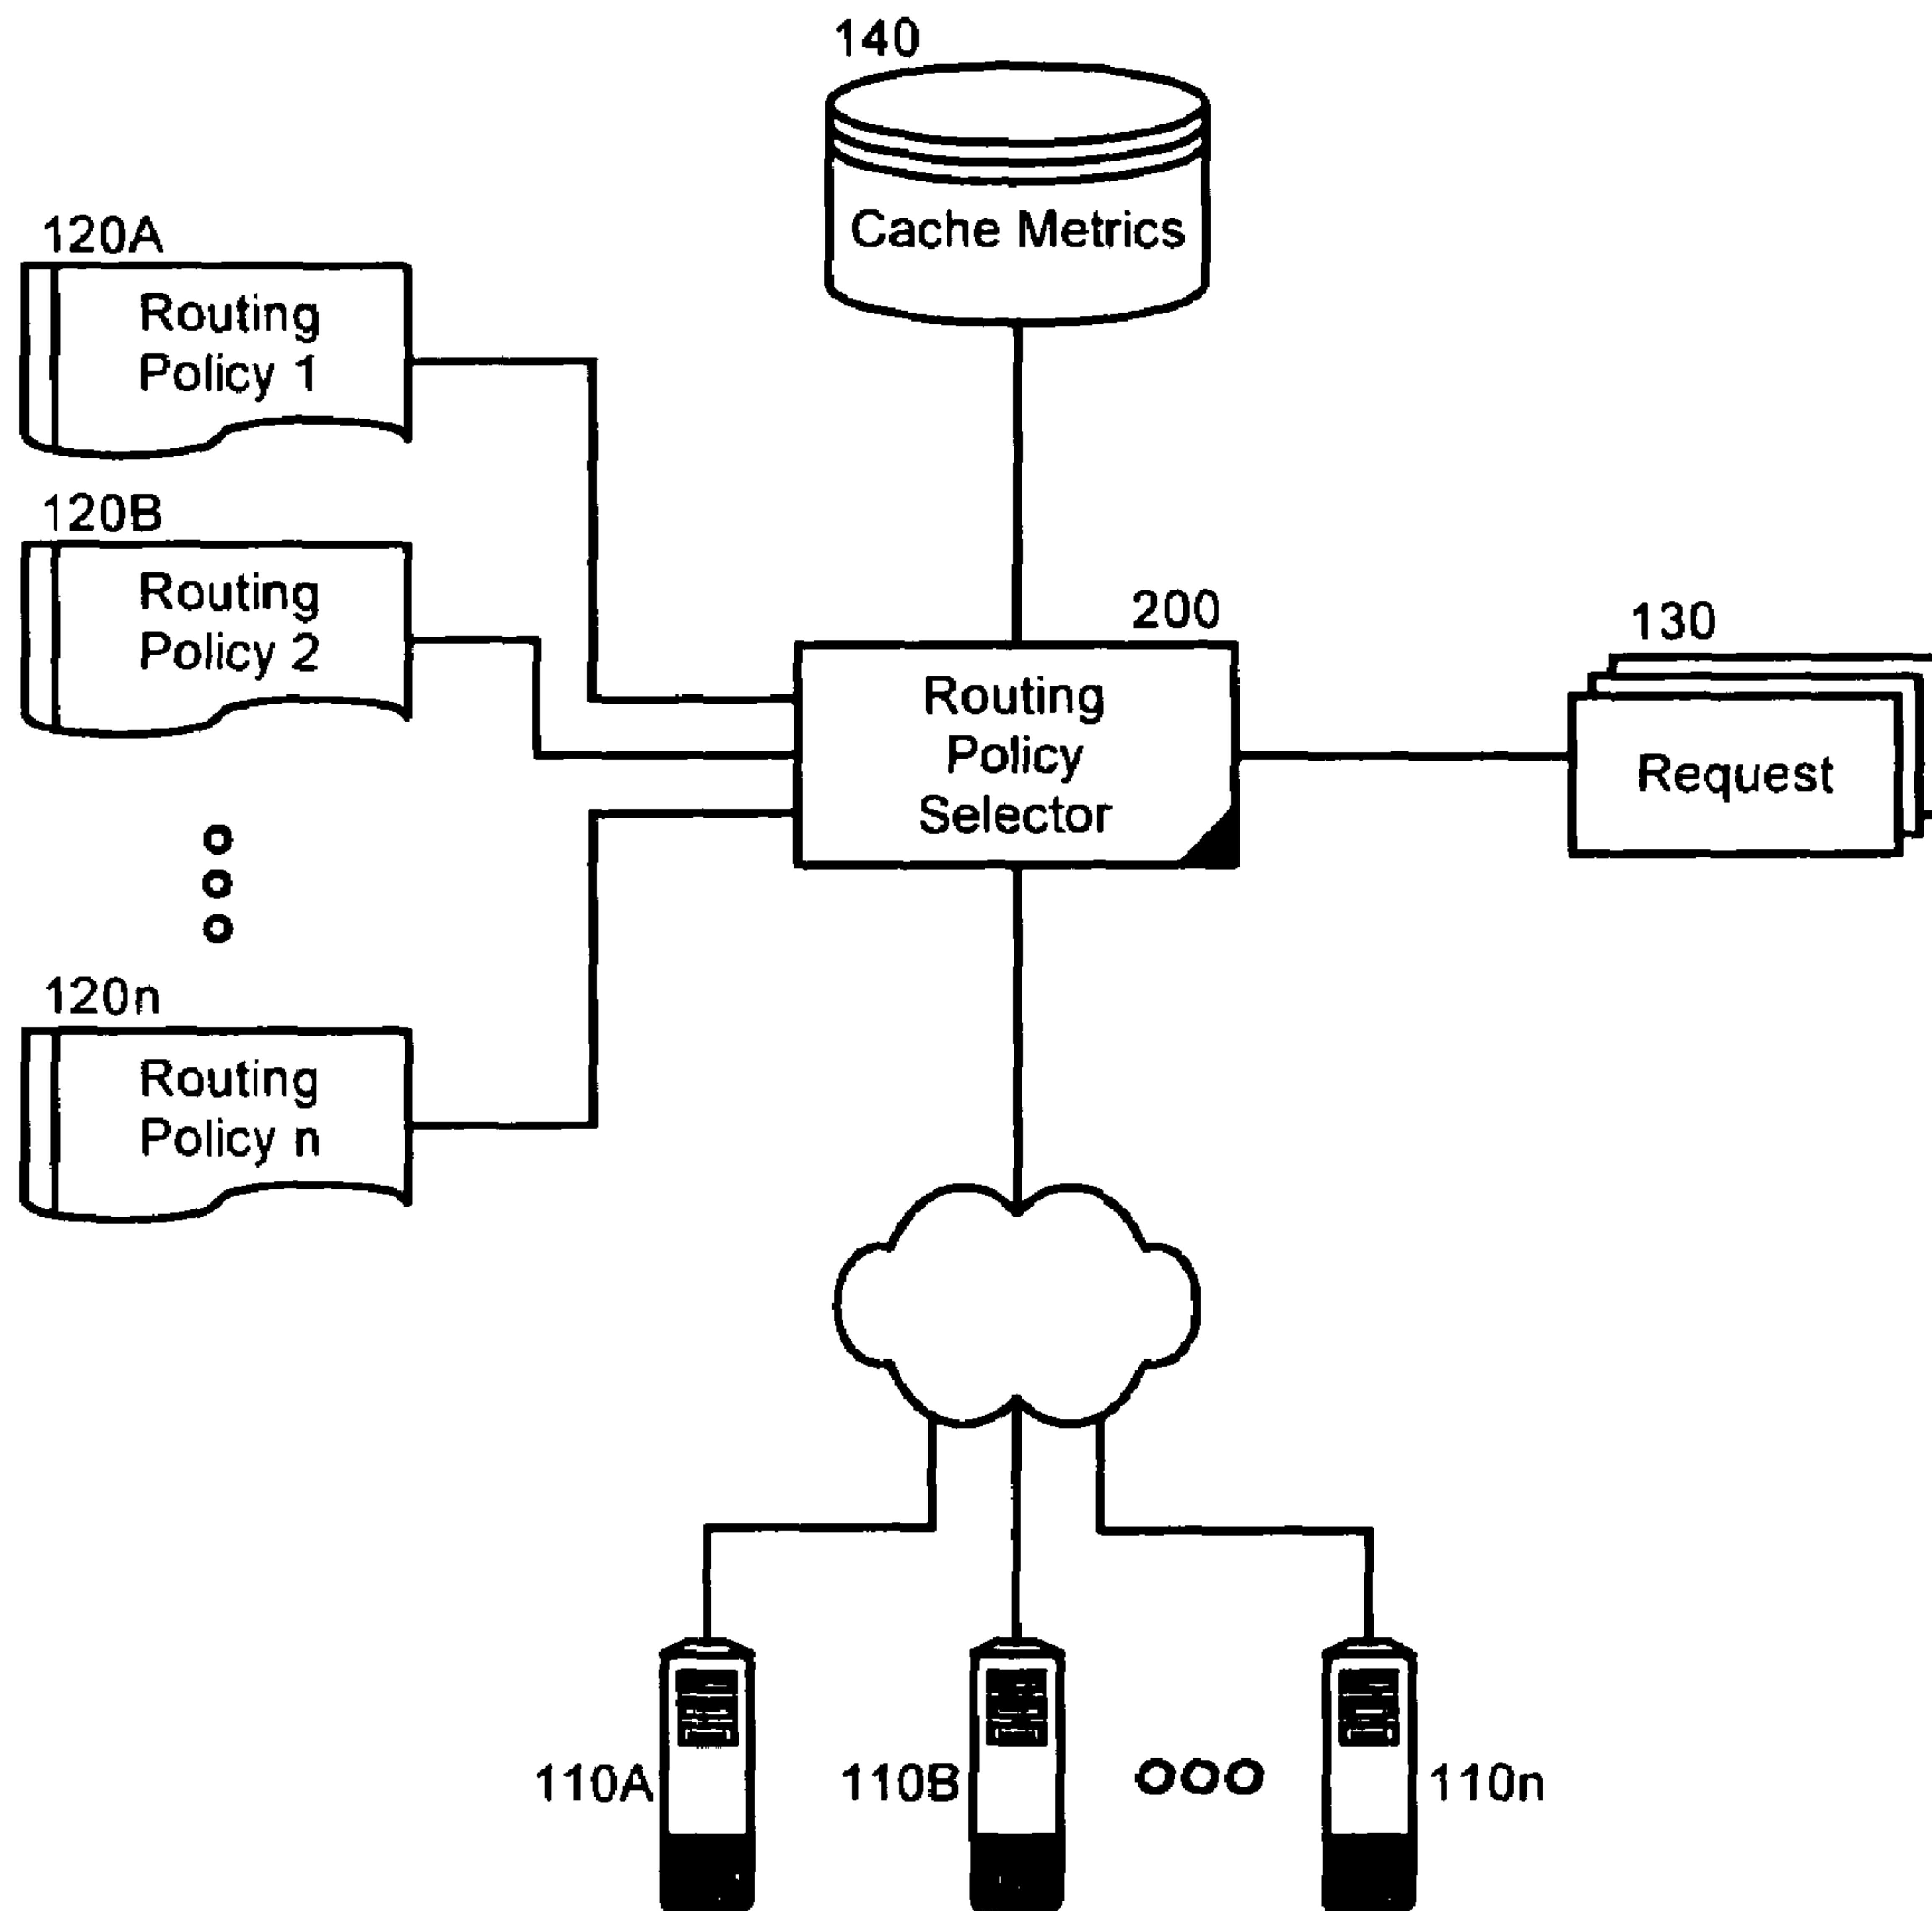 140
Cache Metrics
120A
Routing
Policy 1
120B
Routing
Policy 2
200
Routing
Policy
Selector
130
Request
120n
Routing
Policy n
110A
110B
110n